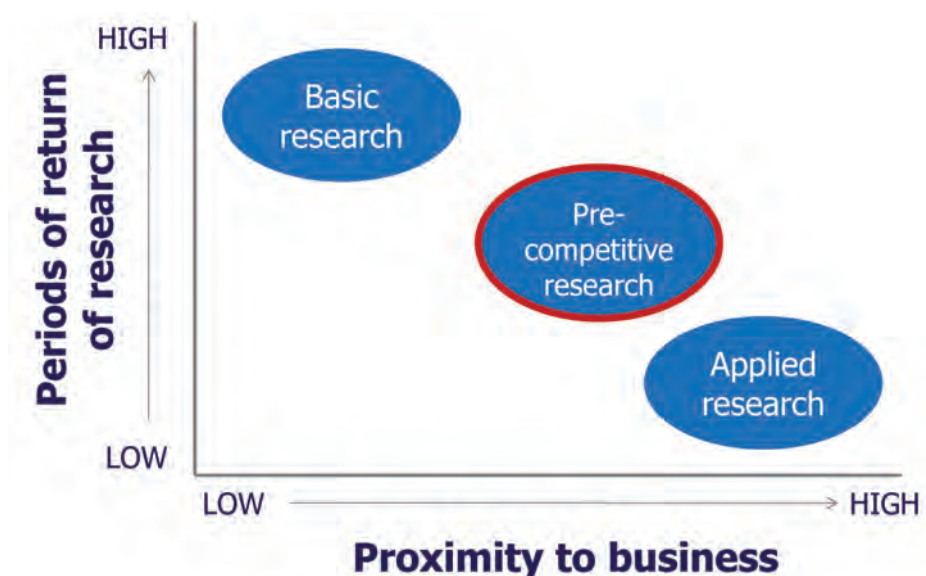 HIGH
Periods of return
of research
LOW
Basic
research
Pre-
competitive
research
Applied
research
LOW
HIGH
Proximity to business